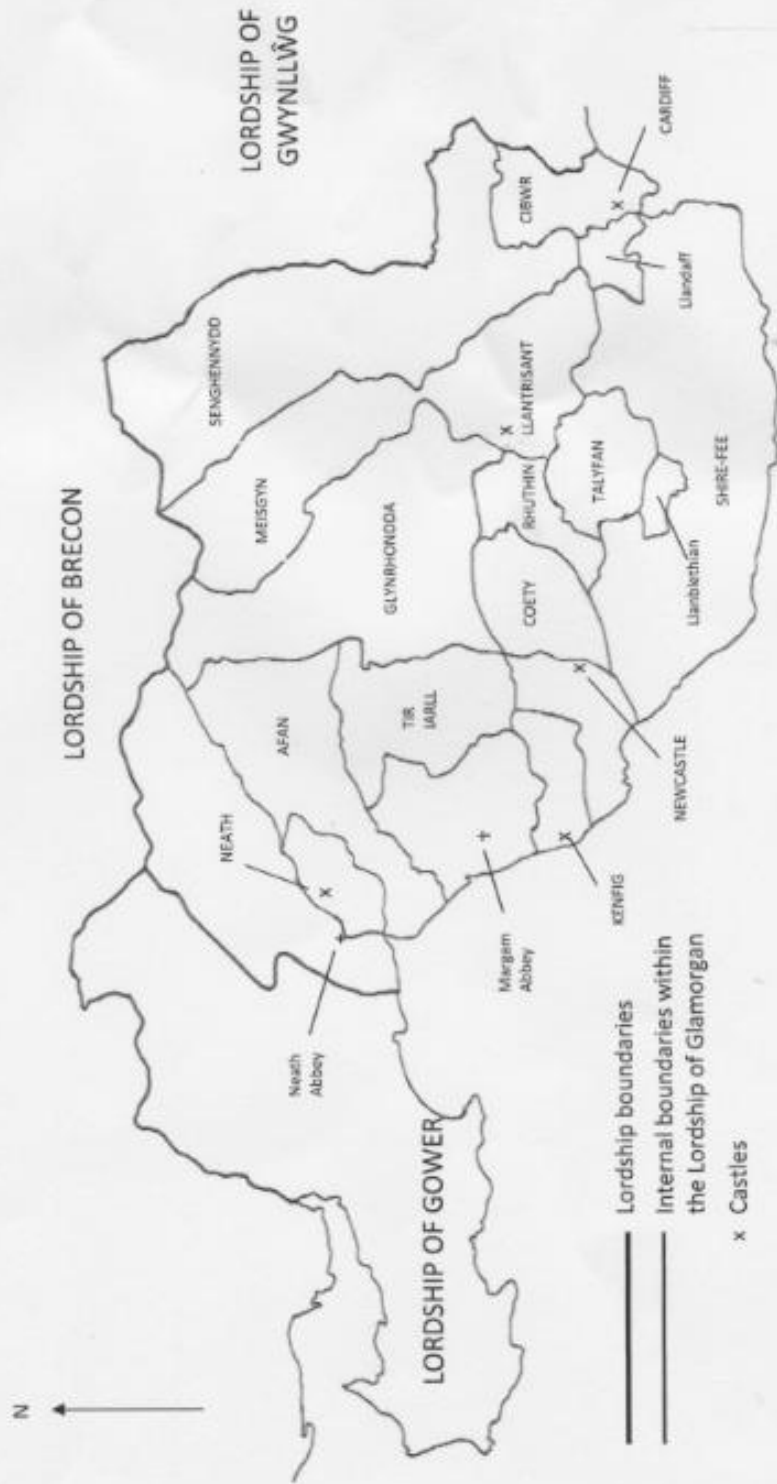 N
LORDSHIP OF BRECON
LORDSHIP OF
GWYNLLŴG
SENGHENNYDD
MEISGYN
NEATH
AFAN
GLYNRHONDDA
CIBWR
Neath
Abbey
TIR
IARLL
LLANTRISANT
CARDIFF
LORDSHIP OF GOWER
Margam
Abbey
COETY
RHUTHIN
TALYFAN
Llandaff
KENFIG
NEWCASTLE
Llanblethian
SHIRE-FEE
Lordship boundaries
Internal boundaries within
the Lordship of Glamorgan
x Castles